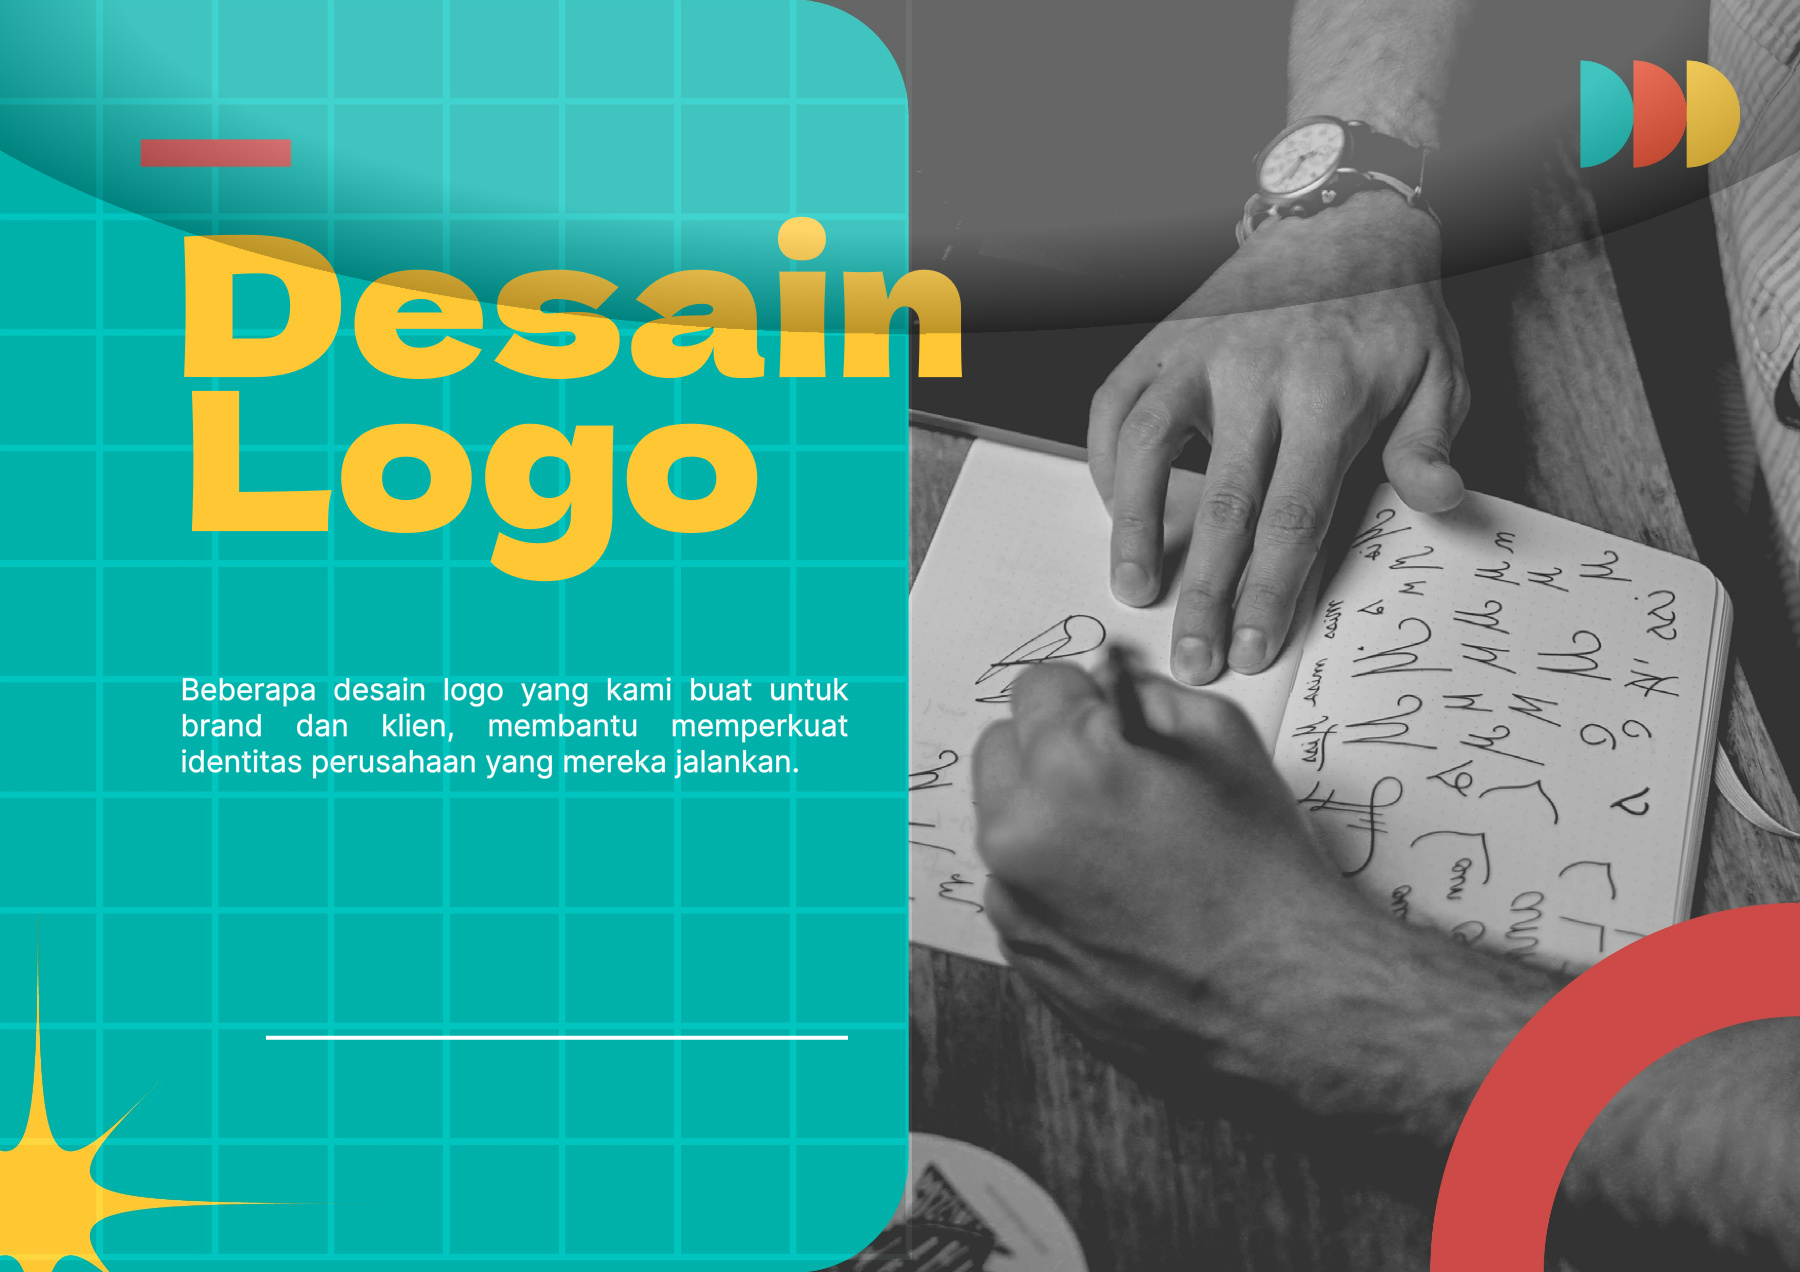 Desain
Logo
Beberapa desain logo yang kami buat untuk
brand dan klien, membantu memperkuat
identitas perusahaan yang mereka jalankan.